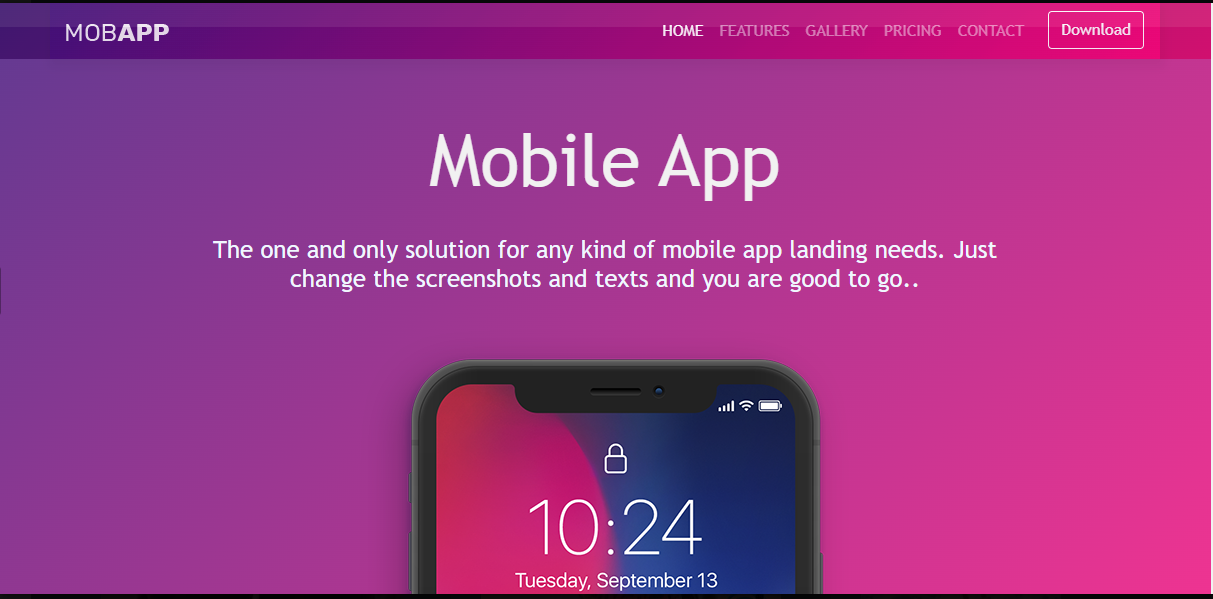 MOBAPP
HOME FEATURES GALLERY PRICING CONTACT Download
Mobile App
The one and only solution for any kind of mobile app landing needs. Just
change the screenshots and texts and you are good to go..
10:24
Tuesday, September 13